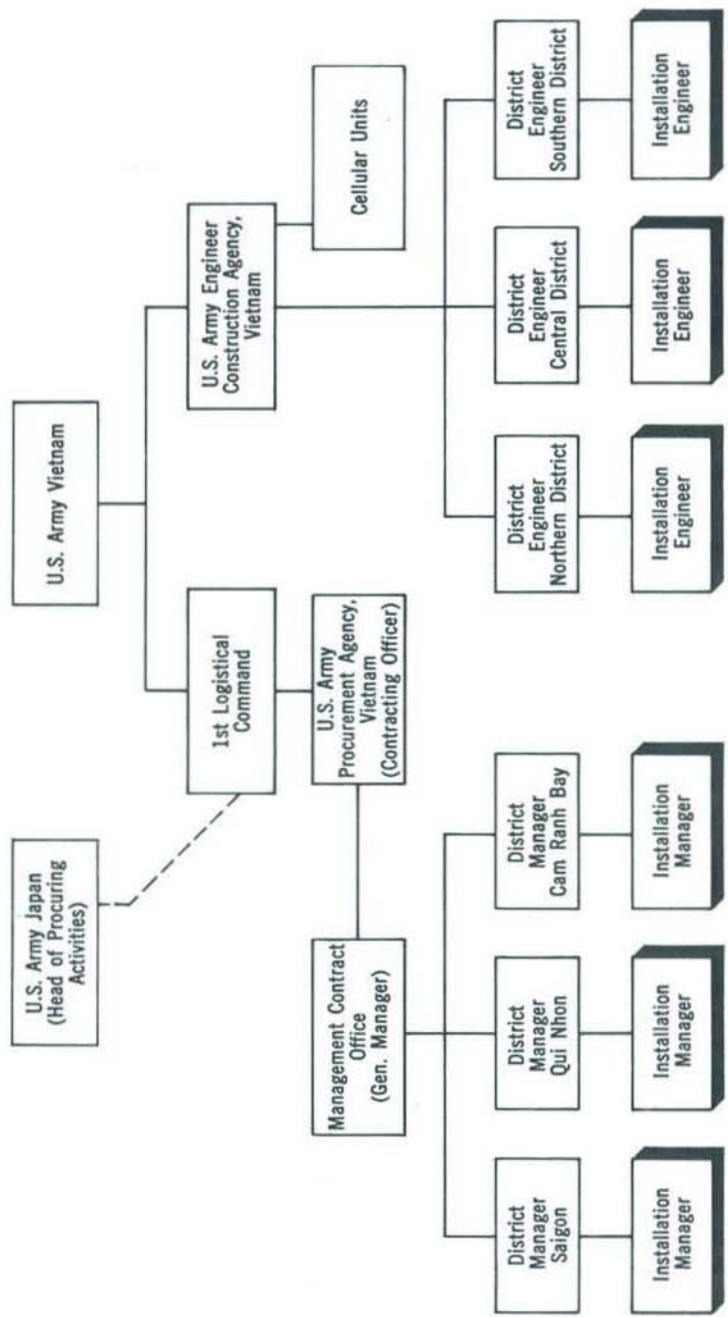 U.S. Army Japan
(Head of Procuring
Activities)
U.S. Army Vietnam
1st Logistical
Command
U.S. Army Engineer
Construction Agency,
Vietnam
Management Contract
Office
(Gen. Manager)
U.S. Army
Procurement Agency,
Vietnam
(Contracting Officer)
Cellular Units
District
Manager
Saigon
District
Manager
Qui Nhon
District
Manager
Cam Ranh Bay
District
Engineer
Northern District
District
Engineer
Central District
District
Engineer
Southern District
Installation
Manager
Installation
Manager
Installation
Manager
Installation
Engineer
Installation
Engineer
Installation
Engineer